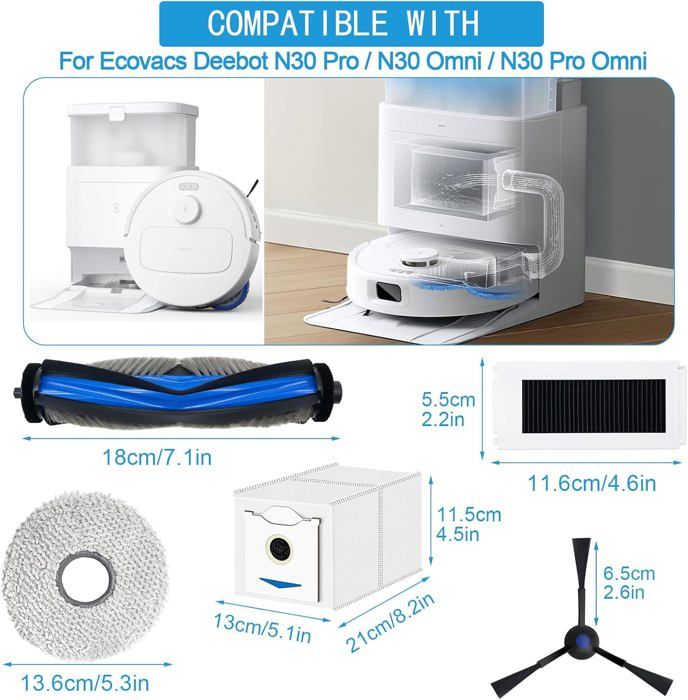 COMPATIBLE WITH
For Ecovacs Deebot N30 Pro / N30 Omni / N30 Pro Omni
18cm/7.1in
5.5cm
2.2in
11.6cm/4.6in
13.6cm/5.3in
11.5cm
4.5in
13cm/5.1in
21cm/8.2in
6.5cm
2.6in